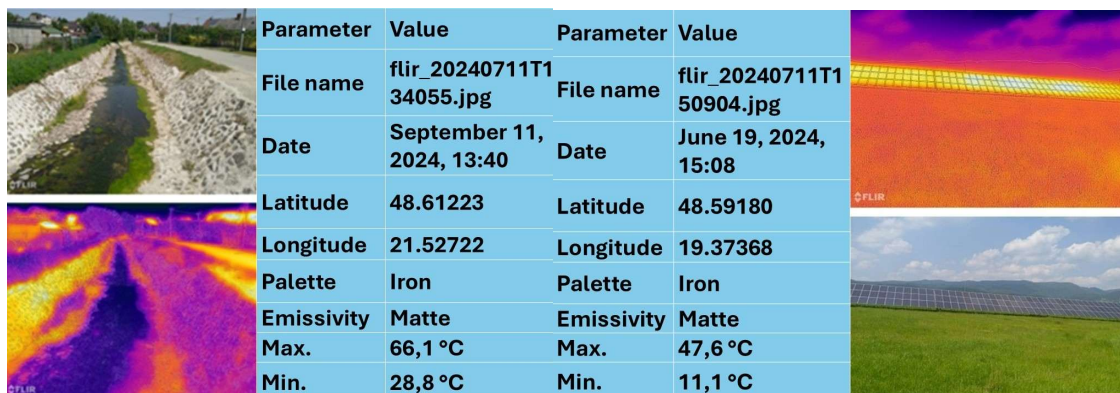 Parameter Value
File name flir_20240711T1
34055.jpg
Date September 11,
2024, 13:40
Latitude 48.61223
Longitude 21.52722
Palette Iron
Emissivity Matte
Max. 66,1 °C
Min. 28,8 °C
Parameter Value
File name flir_20240711T1
50904.jpg
Date June 19, 2024,
15:08
Latitude 48.59180
Longitude 19.37368
Palette Iron
Emissivity Matte
Max. 47,6 °C
Min. 11,1 °C
FLIR
FLIR
FLIR